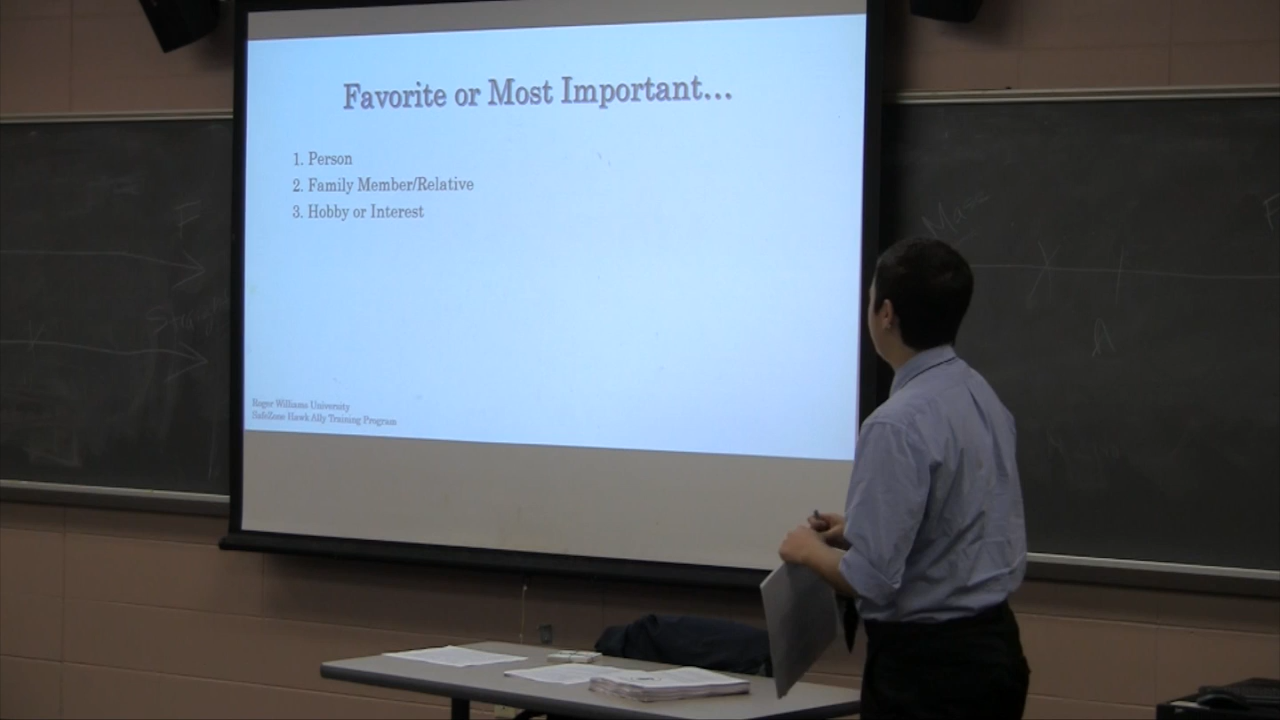 Favorite or Most Important...
1. Person
2. Family Member/Relative
3. Hobby or Interest
Roger Williams University
SafeZone Hawk Ally Training Program